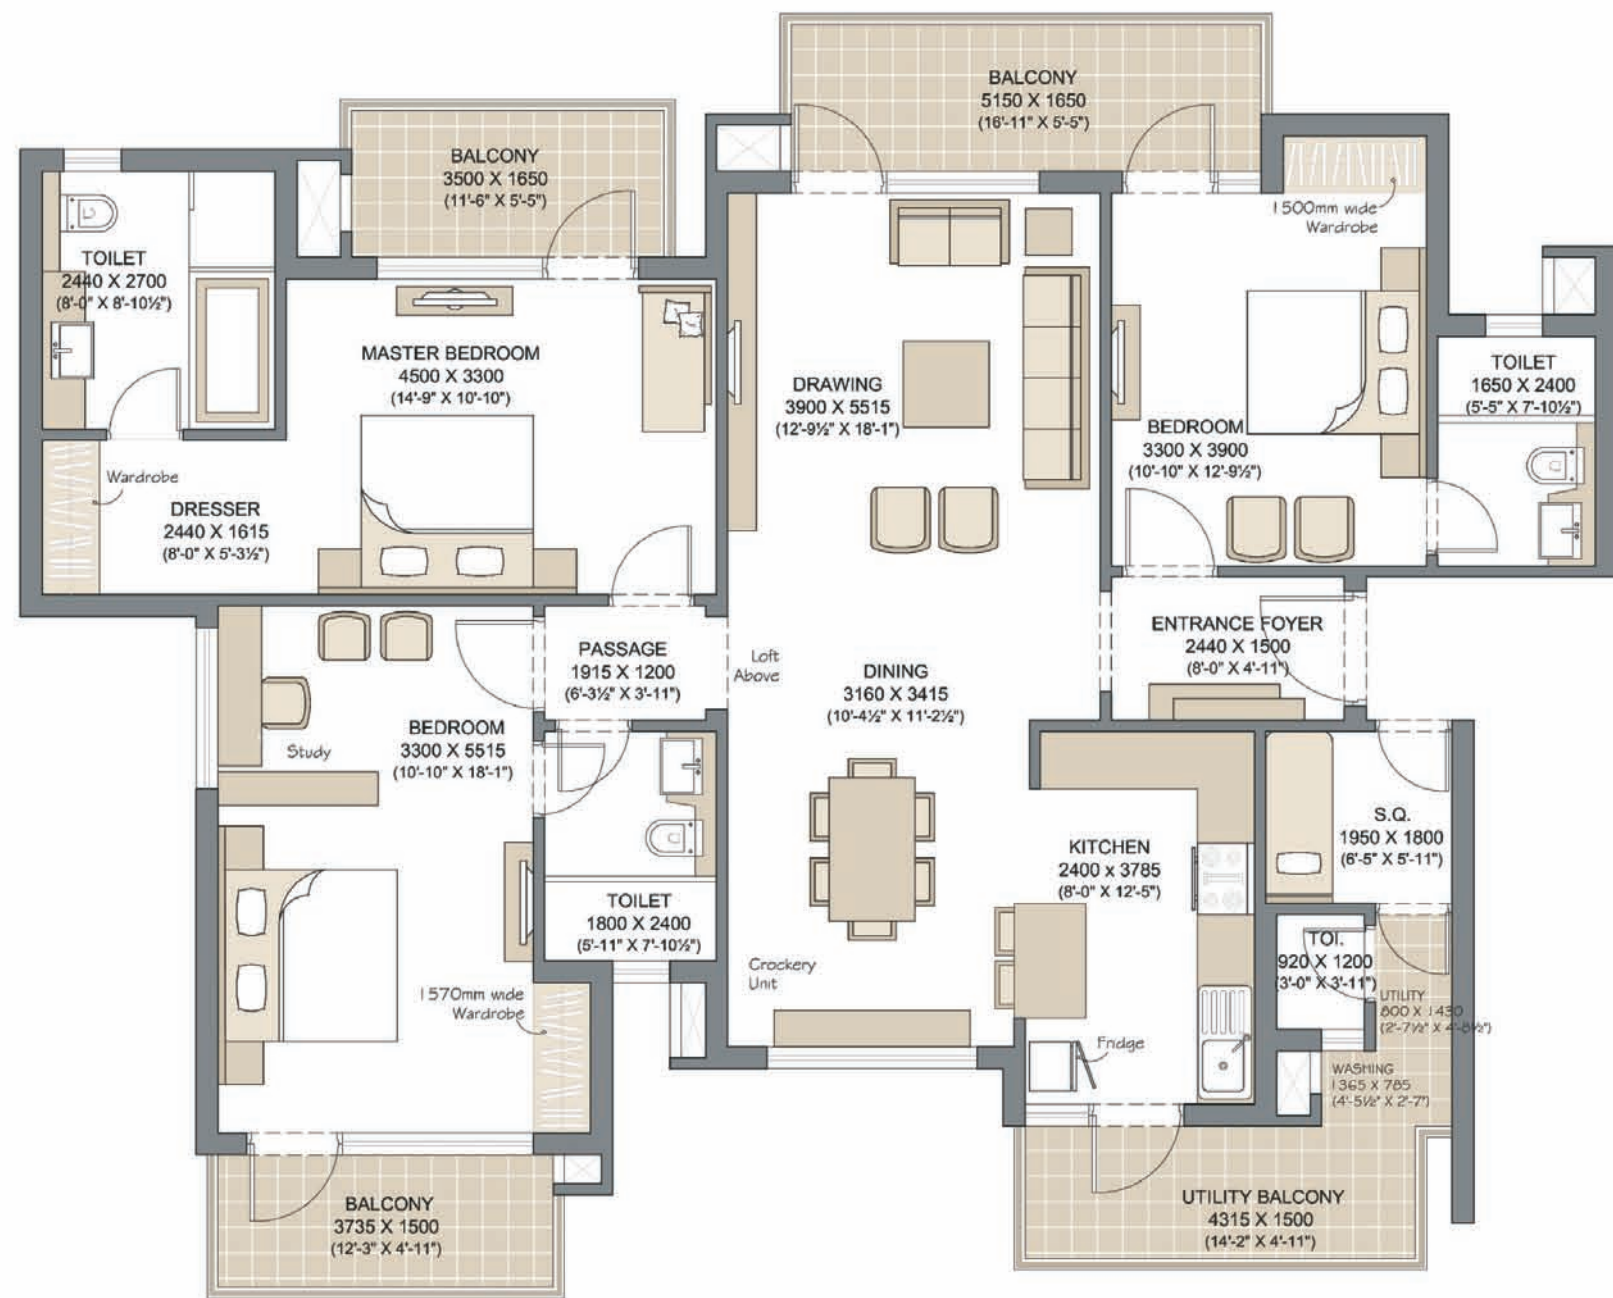 BALCONY
5150 X 1650
(16'-11" X 5'-5")
BALCONY
3500 X 1650
(11'-6" X 5'-5")
1500mm wide
Wardrobe
TOILET
2440 X 2700
(8'-0" X 8'-10½")
MASTER BEDROOM
4500 X 3300
(14'-9" X 10'-10")
DRAWING
3900 X 5515
(12'-9½" X 18'-1")
TOILET
1650 X 2400
(5'-5" X 7'-10½")
BEDROOM
3300 X 3900
(10'-10" X 12'-9½")
Wardrobe
DRESSER
2440 X 1615
(8'-0" X 5'-3½")
PASSAGE
1915 X 1200
(6'-3½" X 3'-11")
Loft
Above
DINING
3160 X 3415
(10'-4½" X 11'-2½")
ENTRANCE FOYER
2440 X 1500
(8'-0" X 4'-11")
Study
BEDROOM
3300 X 5515
(10'-10" X 18'-1")
S.Q.
1950 X 1800
(6'-5" X 5'-11")
KITCHEN
2400 x 3785
(8'-0" X 12'-5")
TOILET
1800 X 2400
(5'-11" X 7'-10½")
Crockery
Unit
TOI.
920 X 1200
(3'-0" X 3'-11")
1570mm wide
Wardrobe
UTILITY
800 X 1430
(2'-7½" X 4'-8½")
Fridge
WASHING
1365 X 785
(4'-5½" X 2'-7")
BALCONY
3735 X 1500
(12'-3" X 4'-11")
UTILITY BALCONY
4315 X 1500
(14'-2" X 4'-11")